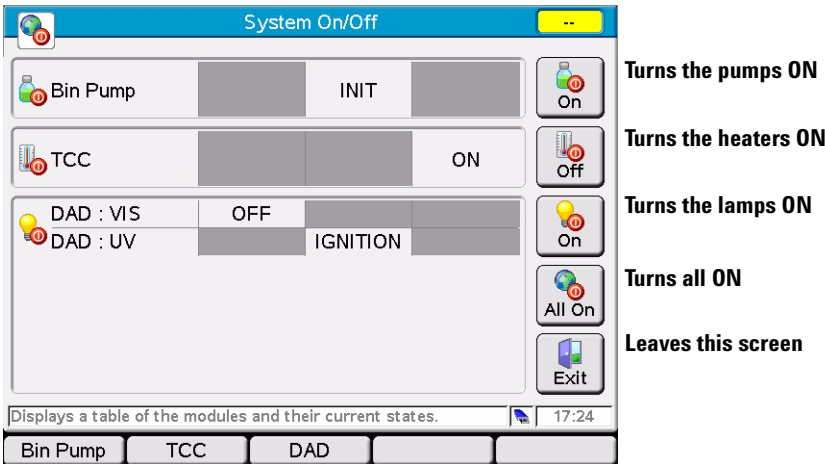 System On/Off
--
Bin Pump INIT
On
Turns the pumps ON
TCC ON
Off
Turns the heaters ON
DAD : VIS OFF
DAD : UV IGNITION
On
Turns the lamps ON
All On
Turns all ON
Exit
Leaves this screen
Displays a table of the modules and their current states.
17:24
Bin Pump TCC DAD